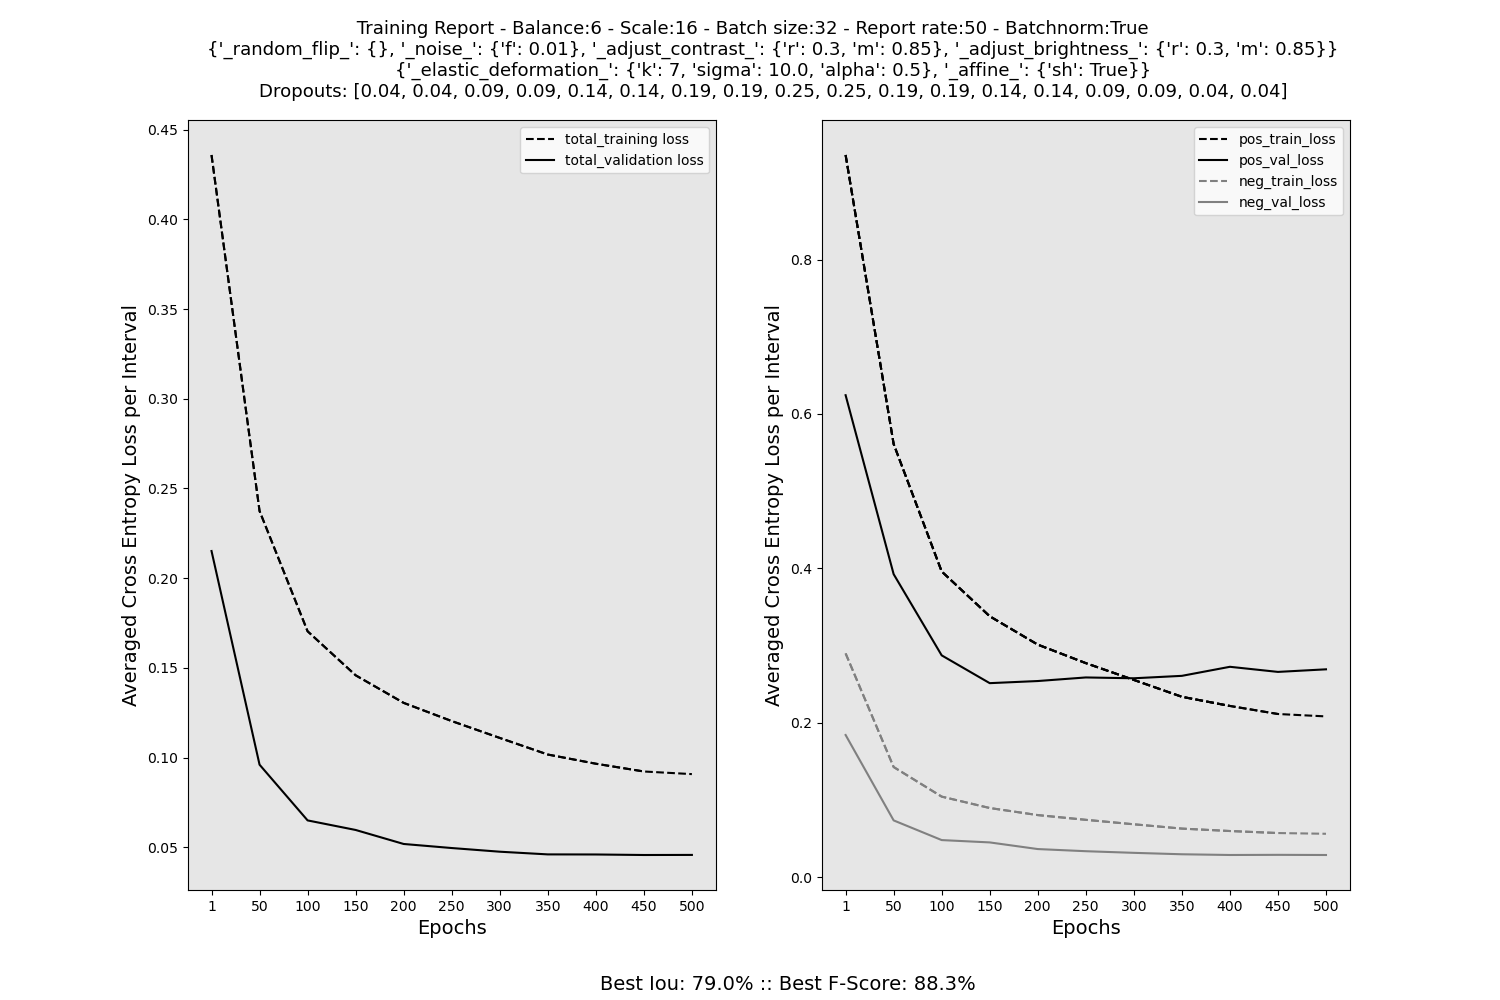 Training Report - Balance:6 - Scale:16 - Batch size:32 - Report rate:50 - Batchnorm:True
{'_random_flip_': {}, '_noise_': {'f': 0.01}, '_adjust_contrast_': {'r': 0.3, 'm': 0.85}, '_adjust_brightness_': {'r': 0.3, 'm': 0.85}}
{'_elastic_deformation_': {'k': 7, 'sigma': 10.0, 'alpha': 0.5}, '_affine_': {'sh': True}}
Dropouts: [0.04, 0.04, 0.09, 0.09, 0.14, 0.14, 0.19, 0.19, 0.25, 0.25, 0.19, 0.19, 0.14, 0.14, 0.09, 0.09, 0.04, 0.04]
total_training loss
total_validation loss
Averaged Cross Entropy Loss per Interval
0.45
0.40
0.35
0.30
0.25
0.20
0.15
0.10
0.05
1 50 100 150 200 250 300 350 400 450 500
Epochs
pos_train_loss
pos_val_loss
neg_train_loss
neg_val_loss
Averaged Cross Entropy Loss per Interval
0.8
0.6
0.4
0.2
0.0
1 50 100 150 200 250 300 350 400 450 500
Epochs
Best Iou: 79.0% :: Best F-Score: 88.3%